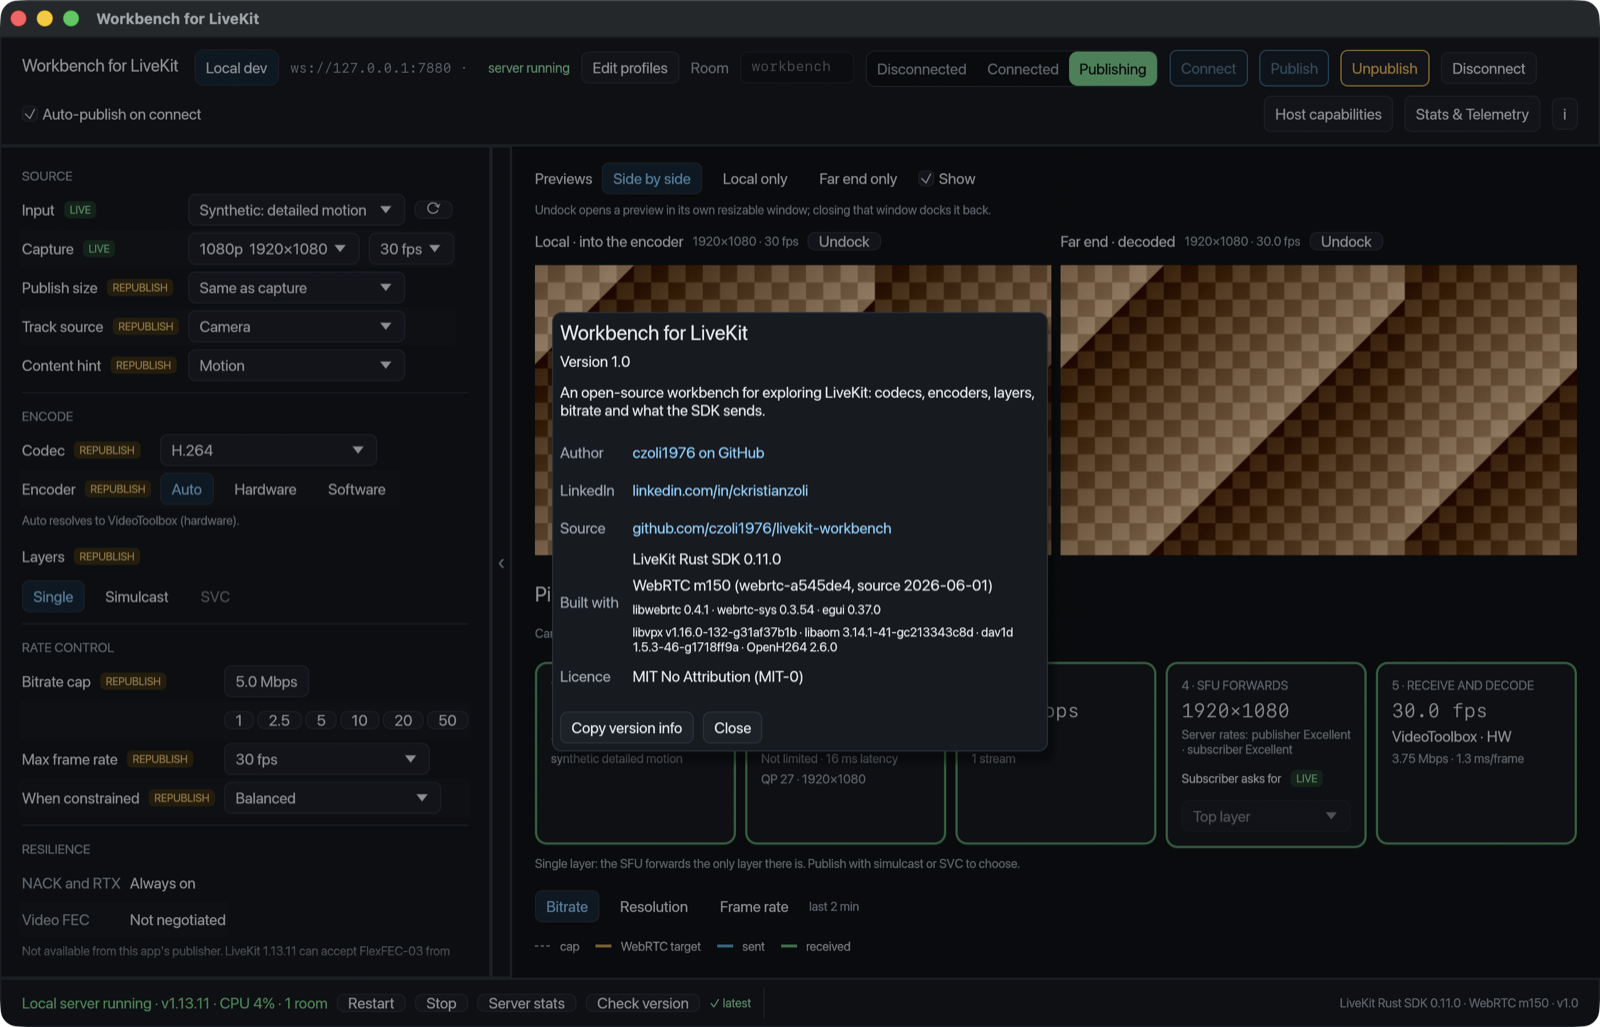 Workbench for LiveKit
Workbench for LiveKit Local dev ws://127.0.0.1:7880 · server running Edit profiles Room workbench Disconnected Connected Publishing Connect Publish Unpublish Disconnect
Auto-publish on connect Host capabilities Stats & Telemetry i
SOURCE
Input LIVE Synthetic: detailed motion
Capture LIVE 1080p 1920×1080 30 fps
Publish size REPUBLISH Same as capture
Track source REPUBLISH Camera
Content hint REPUBLISH Motion
ENCODE
Codec REPUBLISH H.264
Encoder REPUBLISH Auto Hardware Software
Auto resolves to VideoToolbox (hardware).
Layers REPUBLISH
Single Simulcast SVC
RATE CONTROL
Bitrate cap REPUBLISH 5.0 Mbps
1 2.5 5 10 20 50
Max frame rate REPUBLISH 30 fps
When constrained REPUBLISH Balanced
RESILIENCE
NACK and RTX Always on
Video FEC Not negotiated
Not available from this app's publisher. LiveKit 1.13.11 can accept FlexFEC-03 from
Previews Side by side Local only Far end only Show
Undock opens a preview in its own resizable window; closing that window docks it back.
Local · into the encoder 1920×1080 · 30 fps Undock
Far end · decoded 1920×1080 · 30.0 fps Undock
Workbench for LiveKit
Version 1.0
An open-source workbench for exploring LiveKit: codecs, encoders, layers,
bitrate and what the SDK sends.
Author czoli1976 on GitHub
LinkedIn linkedin.com/in/ckristianzoli
Source github.com/czoli1976/livekit-workbench
Built with LiveKit Rust SDK 0.11.0
WebRTC m150 (webrtc-a545de4, source 2026-06-01)
libwebrtc 0.4.1 · webrtc-sys 0.3.54 · egui 0.37.0
libvpx v1.16.0-132-g31af37b1b · libaom 3.14.1-41-gc213343c8d · dav1d
1.5.3-46-g1718ff9a · OpenH264 2.6.0
Licence MIT No Attribution (MIT-0)
Copy version info Close
Pi
Ca
synthetic detailed motion
Not limited · 16 ms latency
QP 27 · 1920×1080
ps
1 stream
4 · SFU FORWARDS
1920×1080
Server rates: publisher Excellent
· subscriber Excellent
Subscriber asks for LIVE
Top layer
5 · RECEIVE AND DECODE
30.0 fps
VideoToolbox · HW
3.75 Mbps · 1.3 ms/frame
Single layer: the SFU forwards the only layer there is. Publish with simulcast or SVC to choose.
Bitrate Resolution Frame rate last 2 min
cap WebRTC target sent received
Local server running · v1.13.11 · CPU 4% · 1 room Restart Stop Server stats Check version ✓ latest
LiveKit Rust SDK 0.11.0 · WebRTC m150 · v1.0